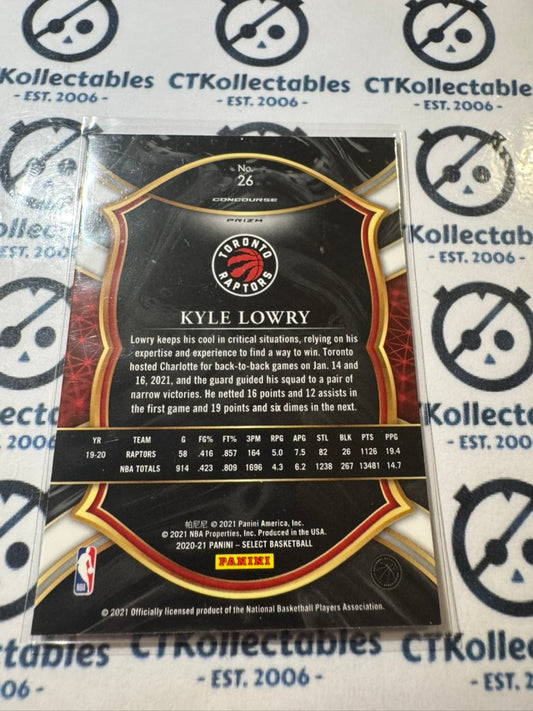 CTKollectables
- EST. 2006 -
No.
26
CONCOURSE
PRIZM
TORONTO
RAPTORS
KYLE LOWRY
Lowry keeps his cool in critical situations, relying on his
expertise and experience to find a way to win. Toronto
hosted Charlotte for back-to-back games on Jan. 14 and
16, 2021, and the guard guided his squad to a pair of
narrow victories. He netted 16 points and 12 assists in
the first game and 19 points and six dimes in the next.
YR TEAM G FG% FT% 3PM RPG APG STL BLK PTS PPG
19-20 RAPTORS 58 .416 .857 164 5.0 7.5 82 26 1126 19.4
NBA TOTALS 914 .423 .809 1696 4.3 6.2 1238 267 13481 14.7
帕尼尼 © 2021 Panini America, Inc.
© 2021 NBA Properties, Inc. Produced in the USA.
2020-21 PANINI – SELECT BASKETBALL
PANINI
NBA
© 2021 Officially licensed product of the National Basketball Players Association.
CTKollectables
- EST. 2006 -